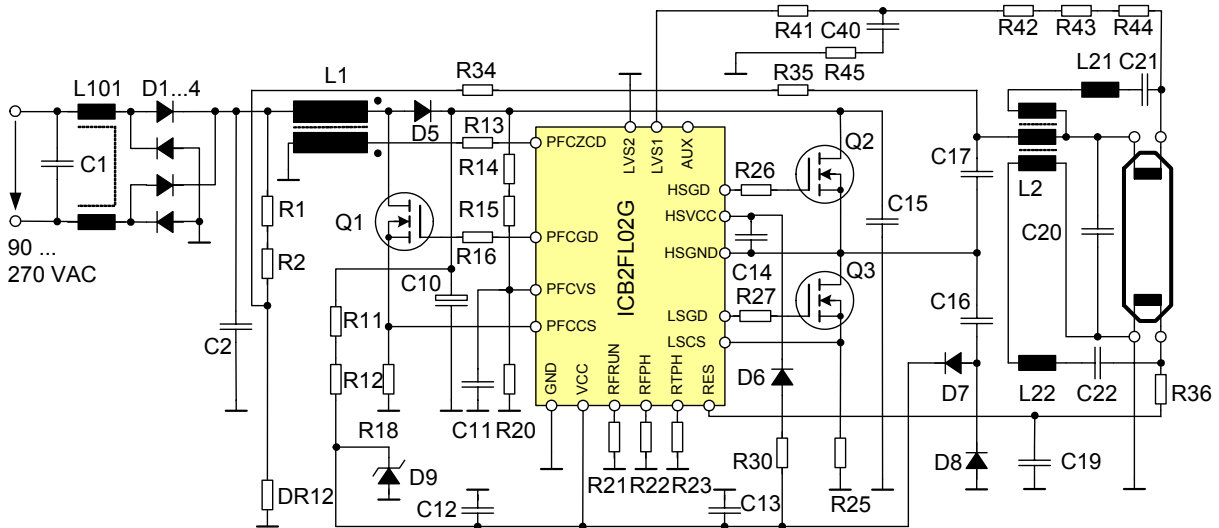 R41
C40
R42
R43
R44
R45
L101
D1...4
L1
R34
R35
L21
C21
D5
R13
C1
PFCZCD
LVS2
LVS1
AUX
Q2
R14
HSGD
R26
C17
L2
R1
R15
Q1
HSVCC
C15
PFCGD
R16
C20
90 ...
270 VAC
R2
HSGND
C14
Q3
ICB2FL02G
C10
PFCVS
R27
C16
R11
LSGD
C2
PFCCS
LSCS
R12
GND
VCC
RFRUN
RFPH
RTPH
RES
D6
D7
L22
C22
R36
R18
C11
R20
D9
R30
D8
C19
DR12
R21
R22
R23
R25
C12
C13